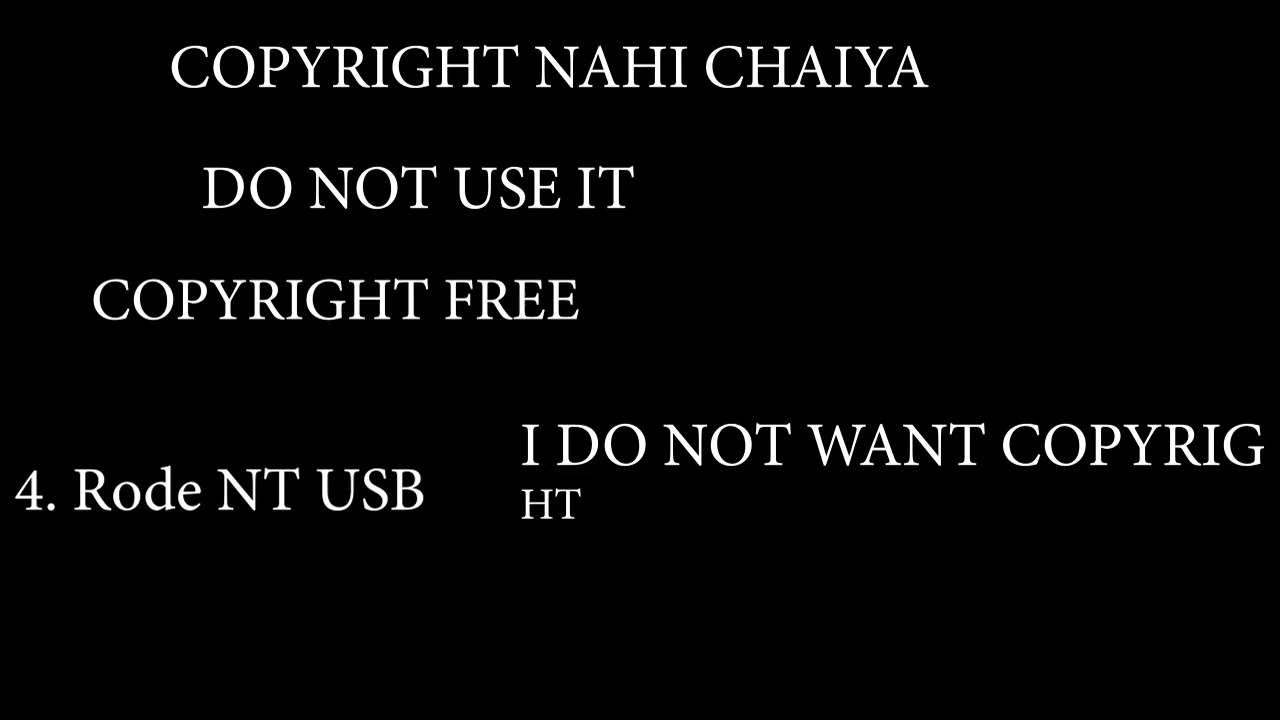 COPYRIGHT NAHI CHAIYA
DO NOT USE IT
COPYRIGHT FREE
4. Rode NT USB
I DO NOT WANT COPYRIG
HT